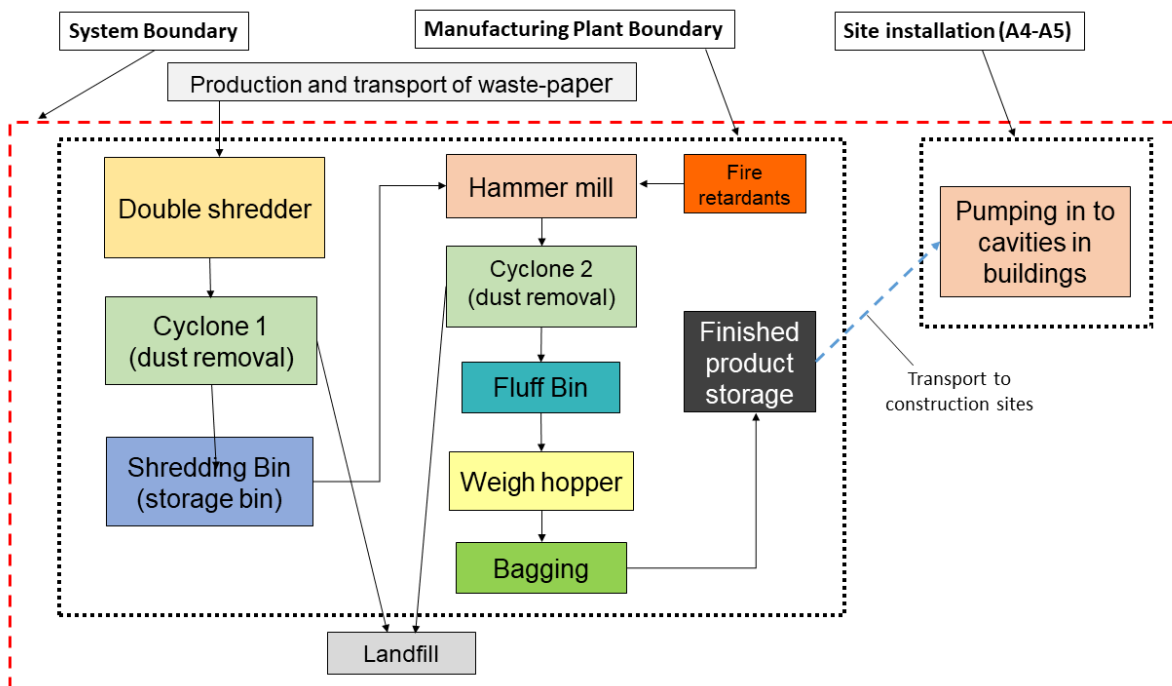 System Boundary
Manufacturing Plant Boundary
Site installation (A4-A5)
Production and transport of waste-paper
Double shredder
Hammer mill
Fire
retardants
Pumping in to
cavities in
buildings
Cyclone 1
(dust removal)
Cyclone 2
(dust removal)
Finished
product
storage
Fluff Bin
Transport to
construction sites
Shredding Bin
(storage bin)
Weigh hopper
Bagging
Landfill